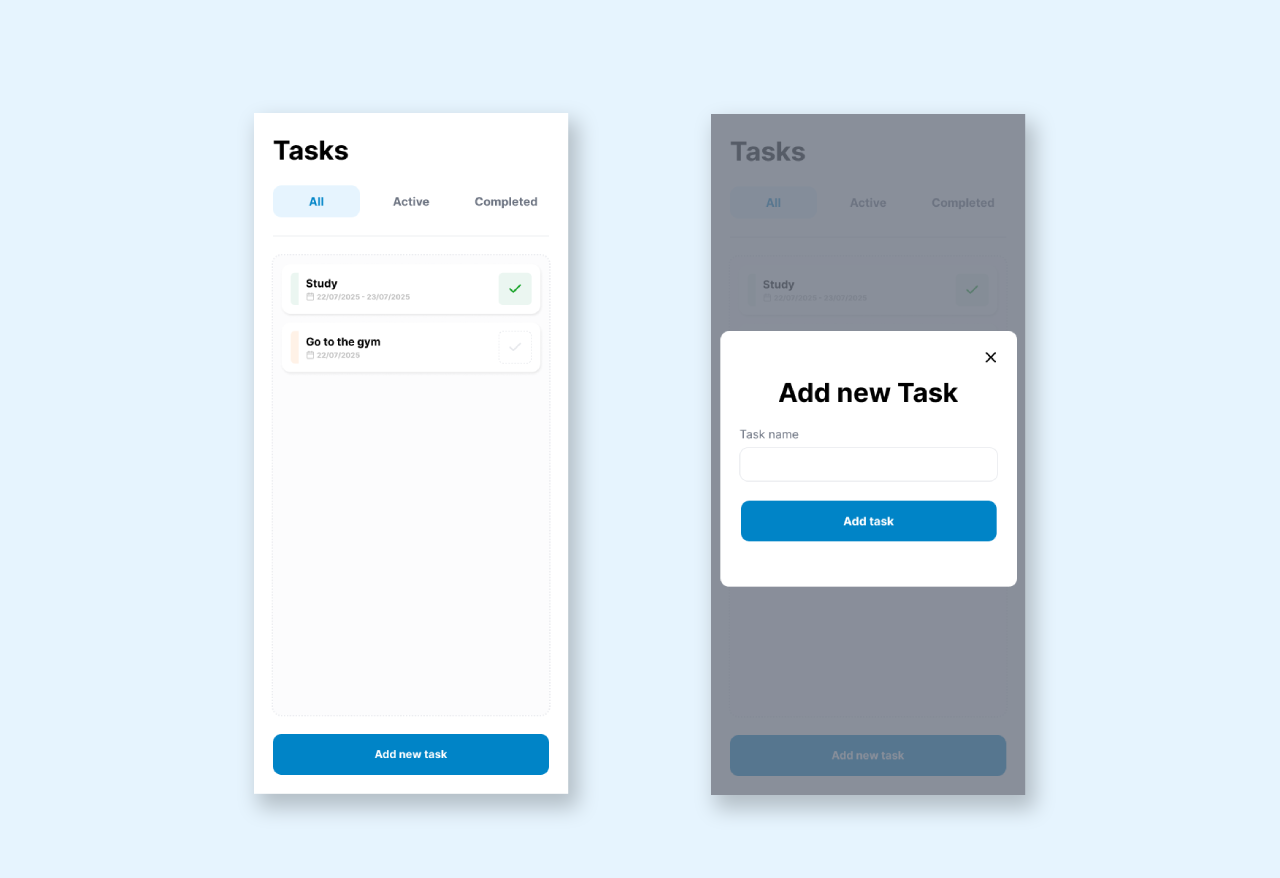 Tasks
All Active Completed
Study
22/07/2025 - 23/07/2025
Go to the gym
22/07/2025
Add new task
Tasks
All Active Completed
Study
Add new Task
Task name
Add task
Add new task